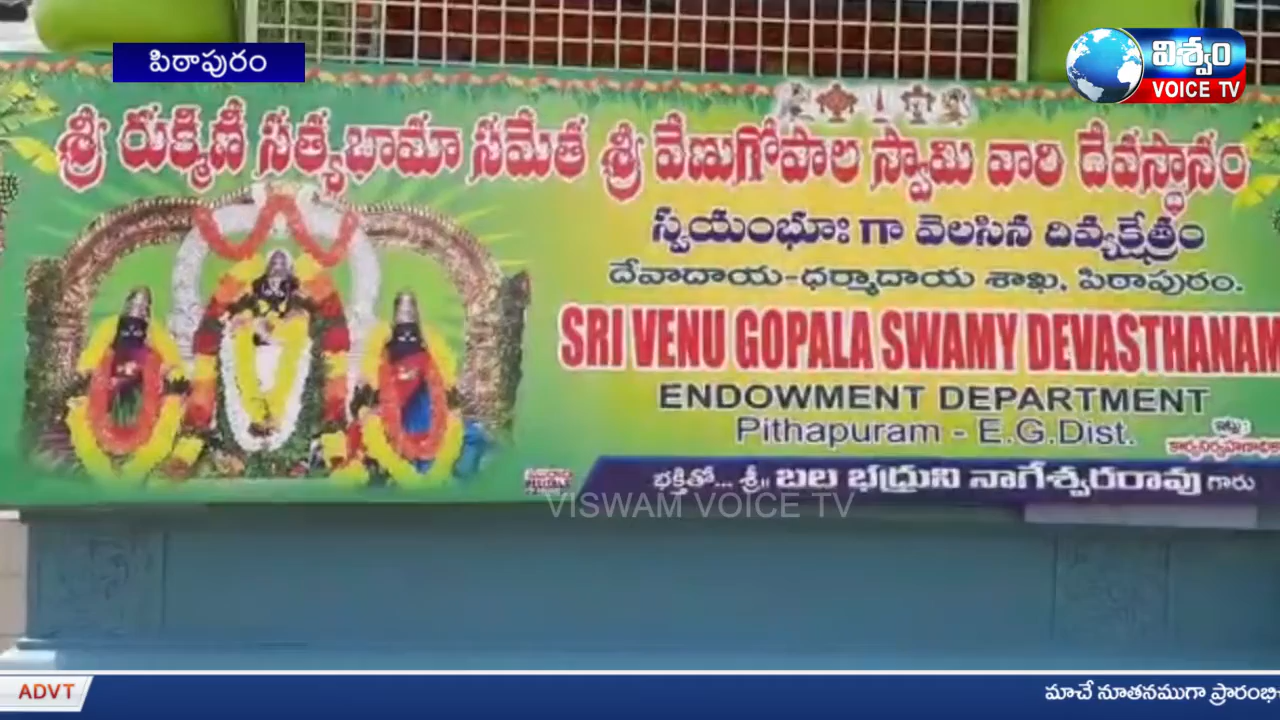 పిఠాపురం
విశ్వం
VOICE TV
శ్రీ రుక్మిణీ సత్యభామా సమేత శ్రీ వేణుగోపాల స్వామి వారి దేవస్థానం
స్వయంభూః గా వెలసిన దివ్యక్షేత్రం
దేవాదాయ-ధర్మాదాయ శాఖ, పిఠాపురం.
SRI VENU GOPALA SWAMY DEVASTHANAM
ENDOWMENT DEPARTMENT
Pithapuram - E.G.Dist.
ఇట్లు :
భక్తితో... శ్రీ॥ బల భద్రుని నాగేశ్వరరావు గారు
VISWAM VOICE TV
ADVT
మాచే నూతనముగా ప్రారంభిం